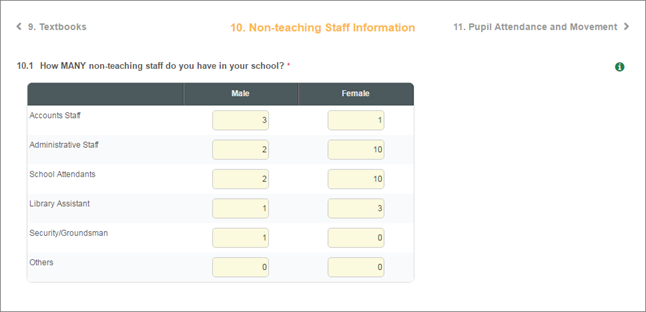 9. Textbooks 10. Non-teaching Staff Information 11. Pupil Attendance and Movement
10.1 How MANY non-teaching staff do you have in your school? *
Male Female
Accounts Staff 3 1
Administrative Staff 2 10
School Attendants 2 10
Library Assistant 1 3
Security/Groundsman 1 0
Others 0 0